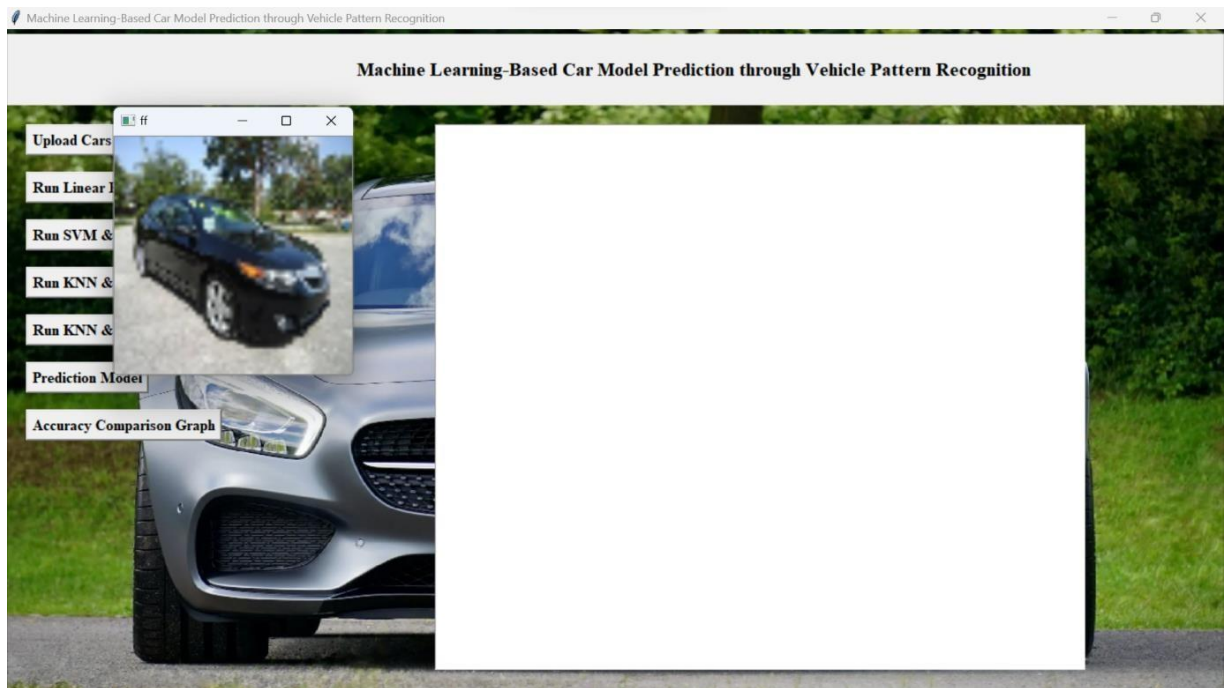 Machine Learning-Based Car Model Prediction through Vehicle Pattern Recognition
Machine Learning-Based Car Model Prediction through Vehicle Pattern Recognition
ff
Upload Cars
Run Linear
Run SVM &
Run KNN &
Run KNN &
Prediction Model
Accuracy Comparison Graph